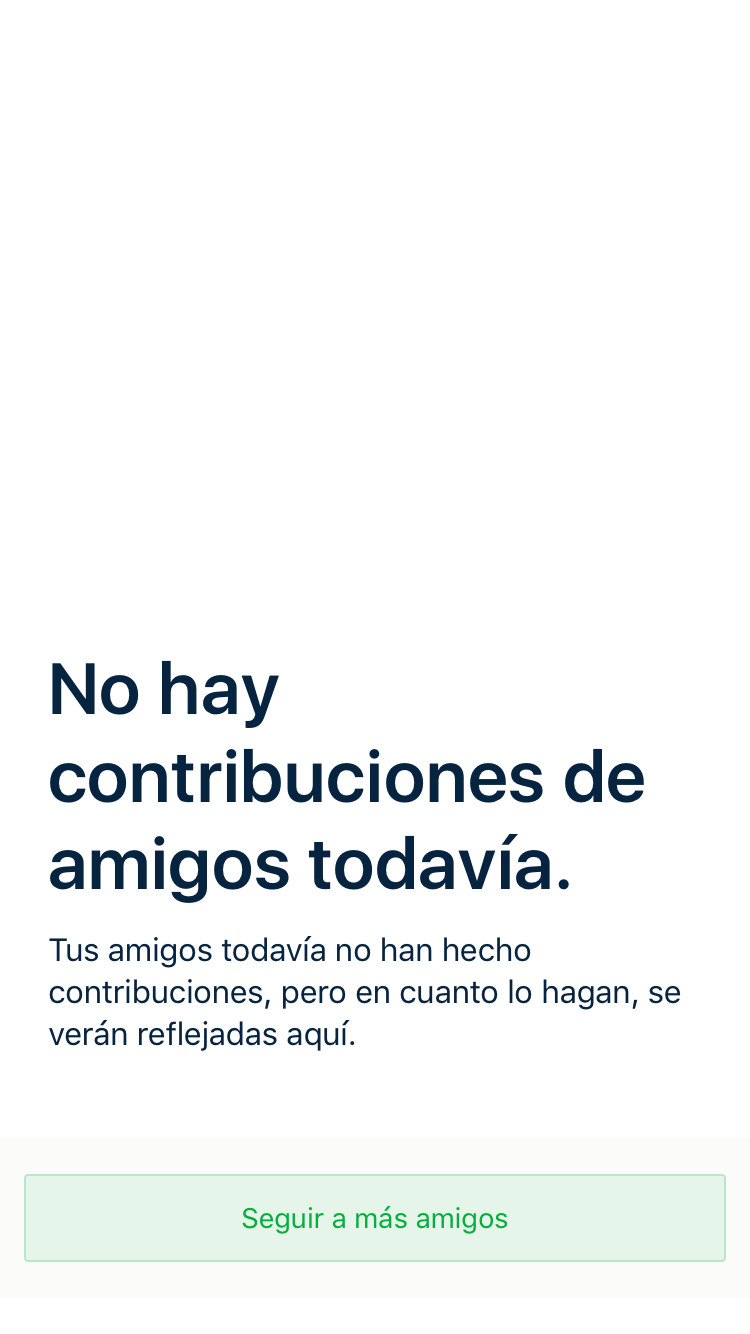 No hay
contribuciones de
amigos todavía.
Tus amigos todavía no han hecho
contribuciones, pero en cuanto lo hagan, se
verán reflejadas aquí.
Seguir a más amigos